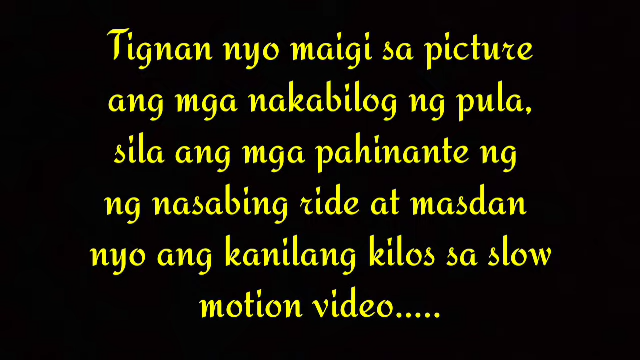 Tignan nyo maigi sa picture
ang mga nakabilog ng pula,
sila ang mga pahinante ng
ng nasabing ride at masdan
nyo ang kanilang kilos sa slow
motion video.....